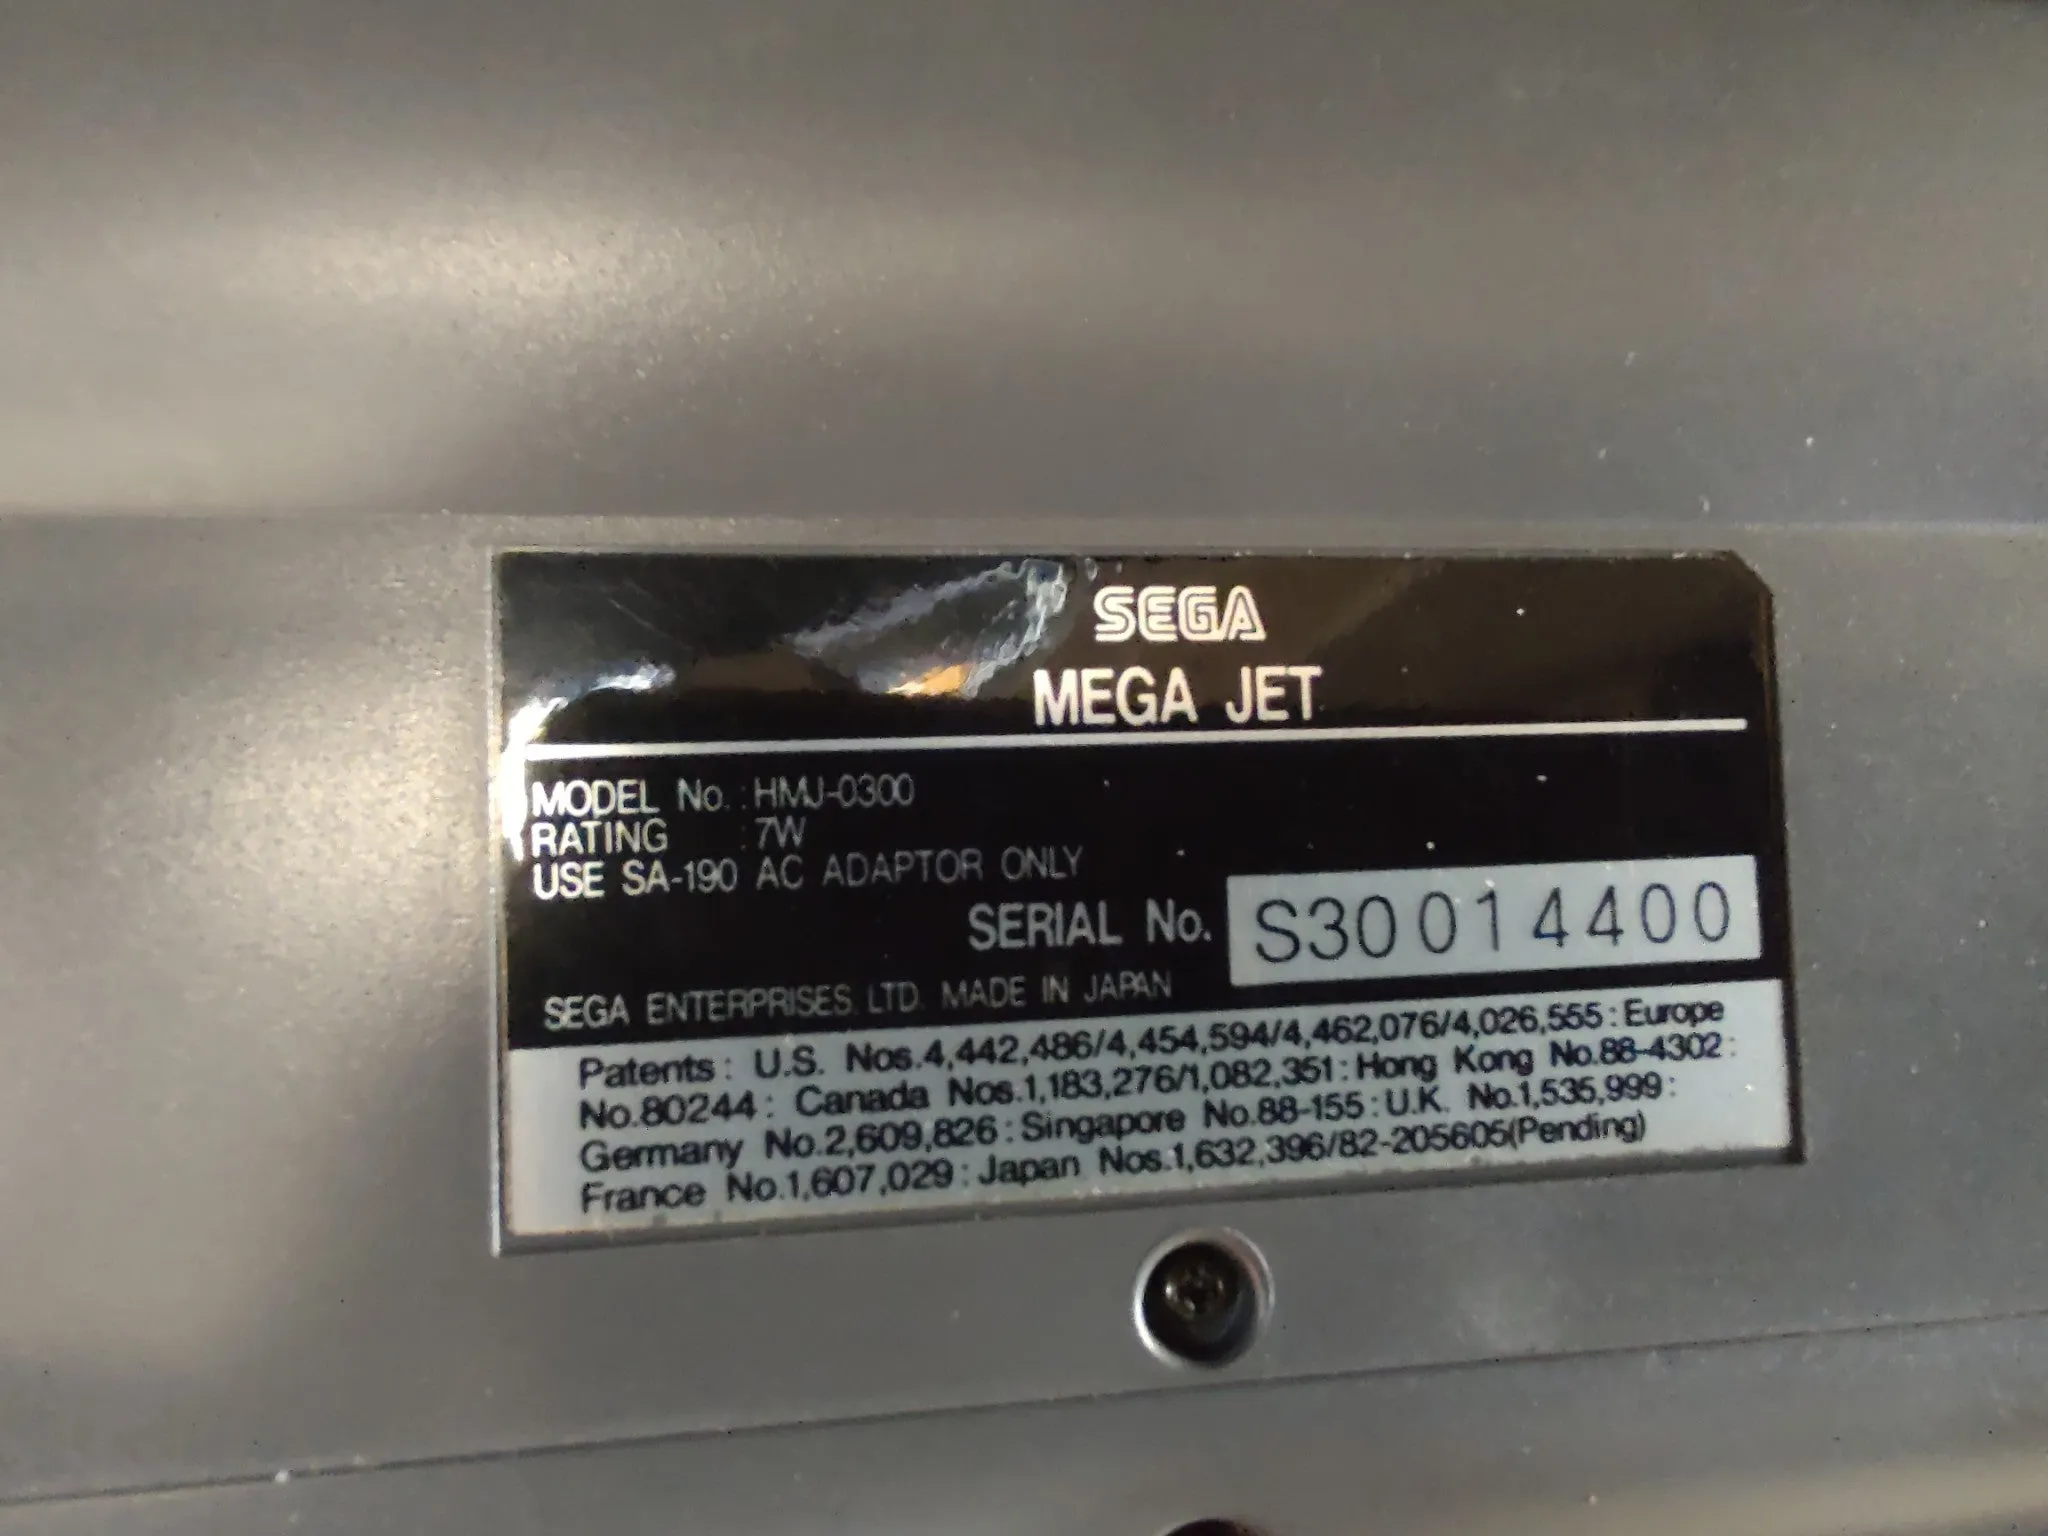 SEGA
MEGA JET
MODEL No. : HMJ-0300
RATING : 7W
USE SA-190 AC ADAPTOR ONLY
SERIAL No. S30014400
SEGA ENTERPRISES, LTD. MADE IN JAPAN
Patents : U.S. Nos.4,442,486/4,454,594/4,462,076/4,026,555 : Europe
No.80244 : Canada Nos.1,183,276/1,082,351 : Hong Kong No.88-4302 :
Germany No.2,609,826 : Singapore No.88-155 : U.K. No.1,535,999 :
France No.1,607,029 : Japan Nos.1,632,396/82-205605(Pending)